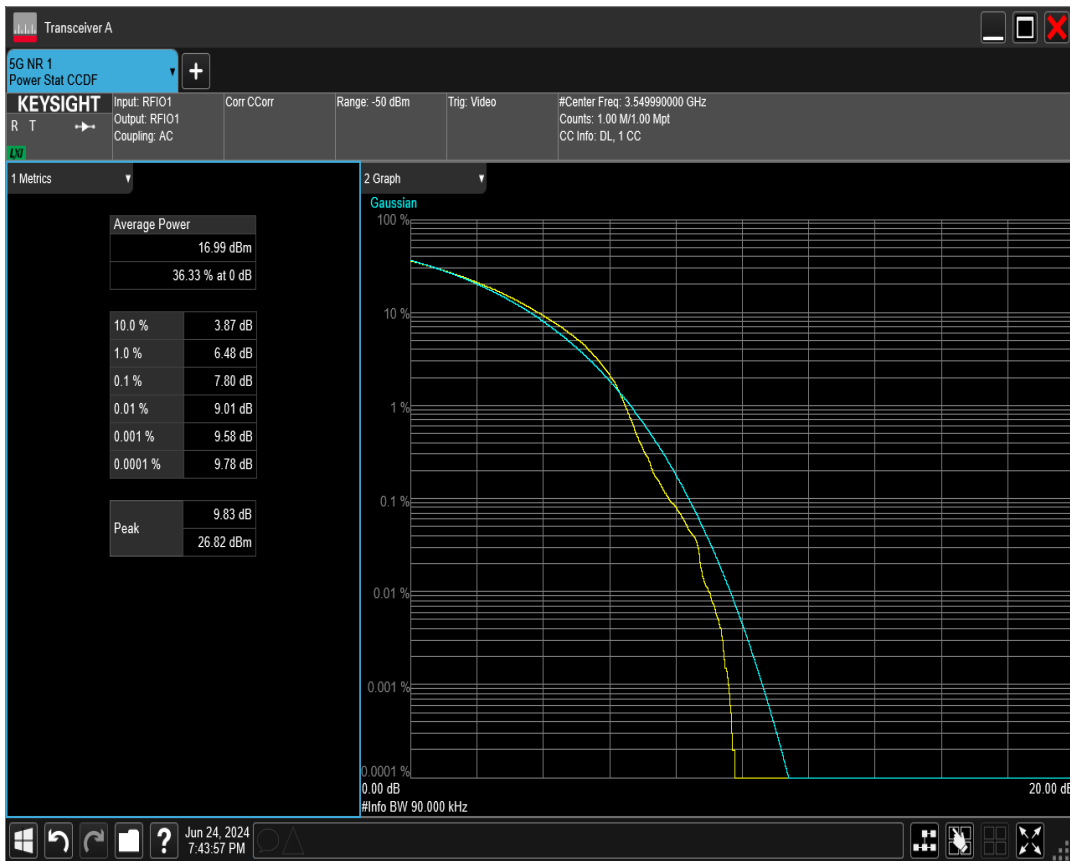 Transceiver A
5G NR 1
Power Stat CCDF
KEYSIGHT
R T
LXI
Input: RFIO1
Output: RFIO1
Coupling: AC
Corr CCorr
Range: -50 dBm
Trig: Video
#Center Freq: 3.549990000 GHz
Counts: 1.00 M/1.00 Mpt
CC Info: DL, 1 CC
1 Metrics
Average Power
16.99 dBm
36.33 % at 0 dB
10.0 % 3.87 dB
1.0 % 6.48 dB
0.1 % 7.80 dB
0.01 % 9.01 dB
0.001 % 9.58 dB
0.0001 % 9.78 dB
Peak
9.83 dB
26.82 dBm
2 Graph
Gaussian
100 %
10 %
1 %
0.1 %
0.01 %
0.001 %
0.0001 %
0.00 dB
20.00 dB
#Info BW 90.000 kHz
?
Jun 24, 2024
7:43:57 PM